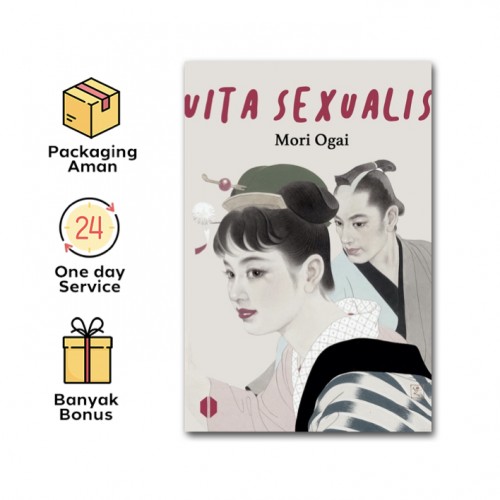 VITA SEXUALIS
Mori Ogai
Packaging
Aman
24
One day
Service
Banyak
Bonus